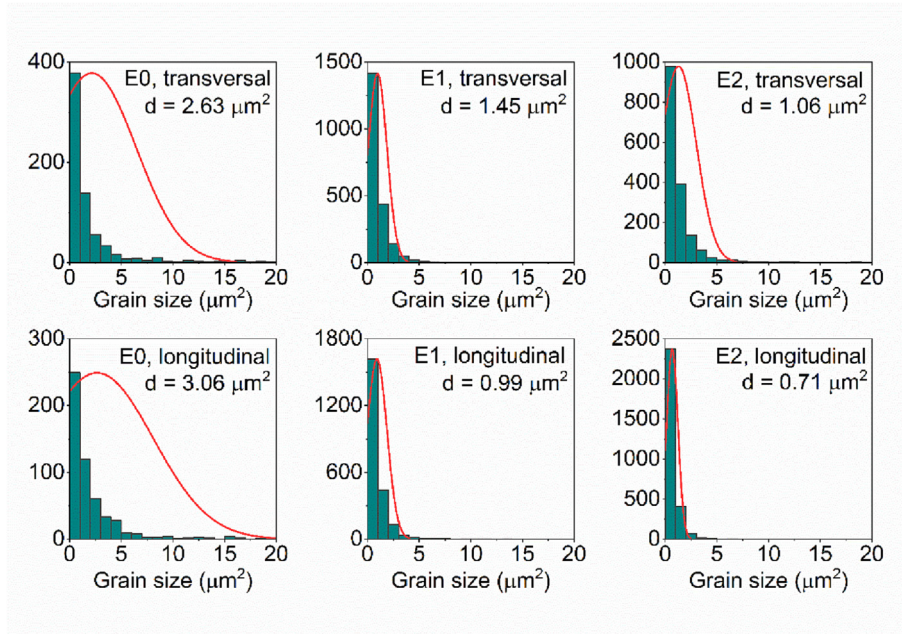 400
200
0
E0, transversal
d = 2.63 μm²
0 5 10 15 20
Grain size (μm²)
1500
1000
500
0
E1, transversal
d = 1.45 μm²
0 5 10 15 20
Grain size (μm²)
1000
800
600
400
200
0
E2, transversal
d = 1.06 μm²
0 5 10 15 20
Grain size (μm²)
300
200
100
0
E0, longitudinal
d = 3.06 μm²
0 5 10 15 20
Grain size (μm²)
1800
1200
600
0
E1, longitudinal
d = 0.99 μm²
0 5 10 15 20
Grain size (μm²)
2500
2000
1500
1000
500
0
E2, longitudinal
d = 0.71 μm²
0 5 10 15 20
Grain size (μm²)